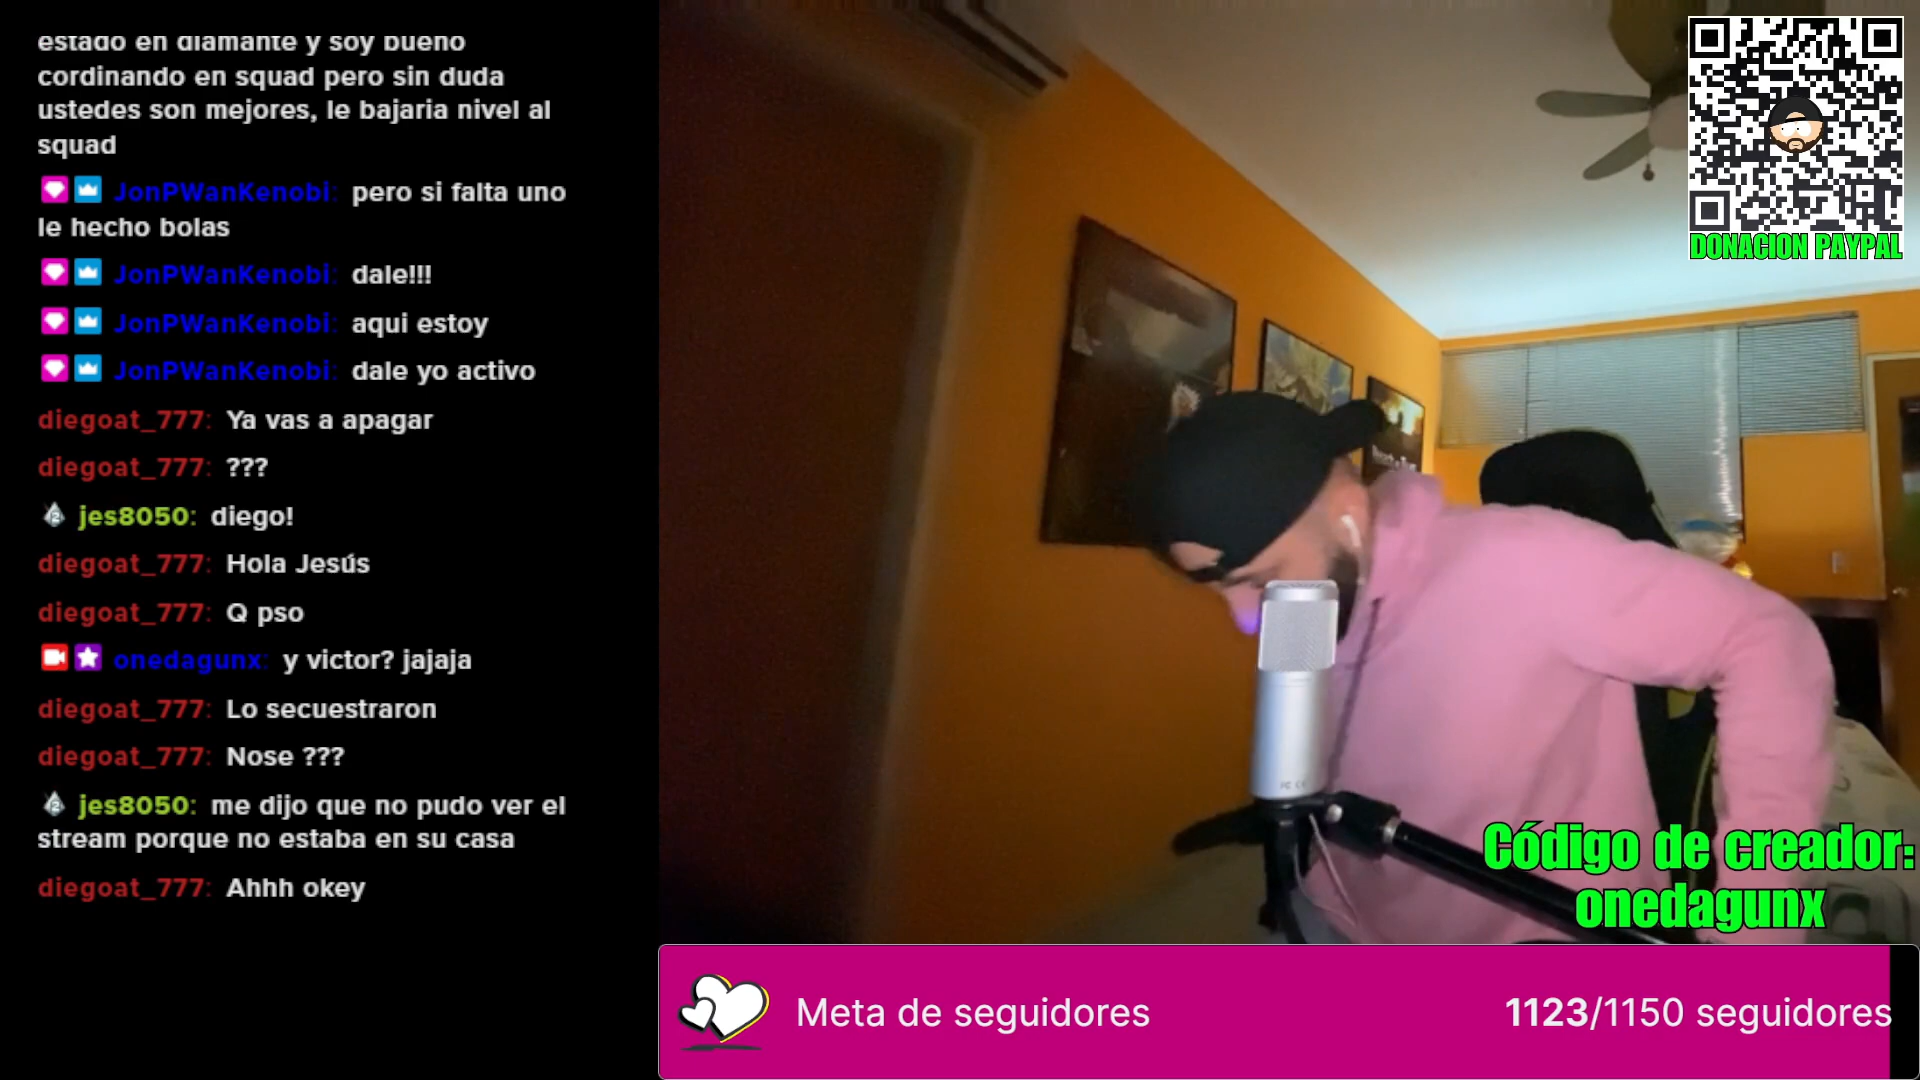 estado en diamante y soy bueno
cordinando en squad pero sin duda
ustedes son mejores, le bajaria nivel al
squad
JonPWanKenobi: pero si falta uno
le hecho bolas
JonPWanKenobi: dale!!!
JonPWanKenobi: aqui estoy
JonPWanKenobi: dale yo activo
diegoat_777: Ya vas a apagar
diegoat_777: ???
jes8050: diego!
diegoat_777: Hola Jesús
diegoat_777: Q pso
onedagunx: y victor? jajaja
diegoat_777: Lo secuestraron
diegoat_777: Nose ???
jes8050: me dijo que no pudo ver el
stream porque no estaba en su casa
diegoat_777: Ahhh okey
DONACION PAYPAL
Código de creador:
onedagunx
Meta de seguidores
1123/1150 seguidores